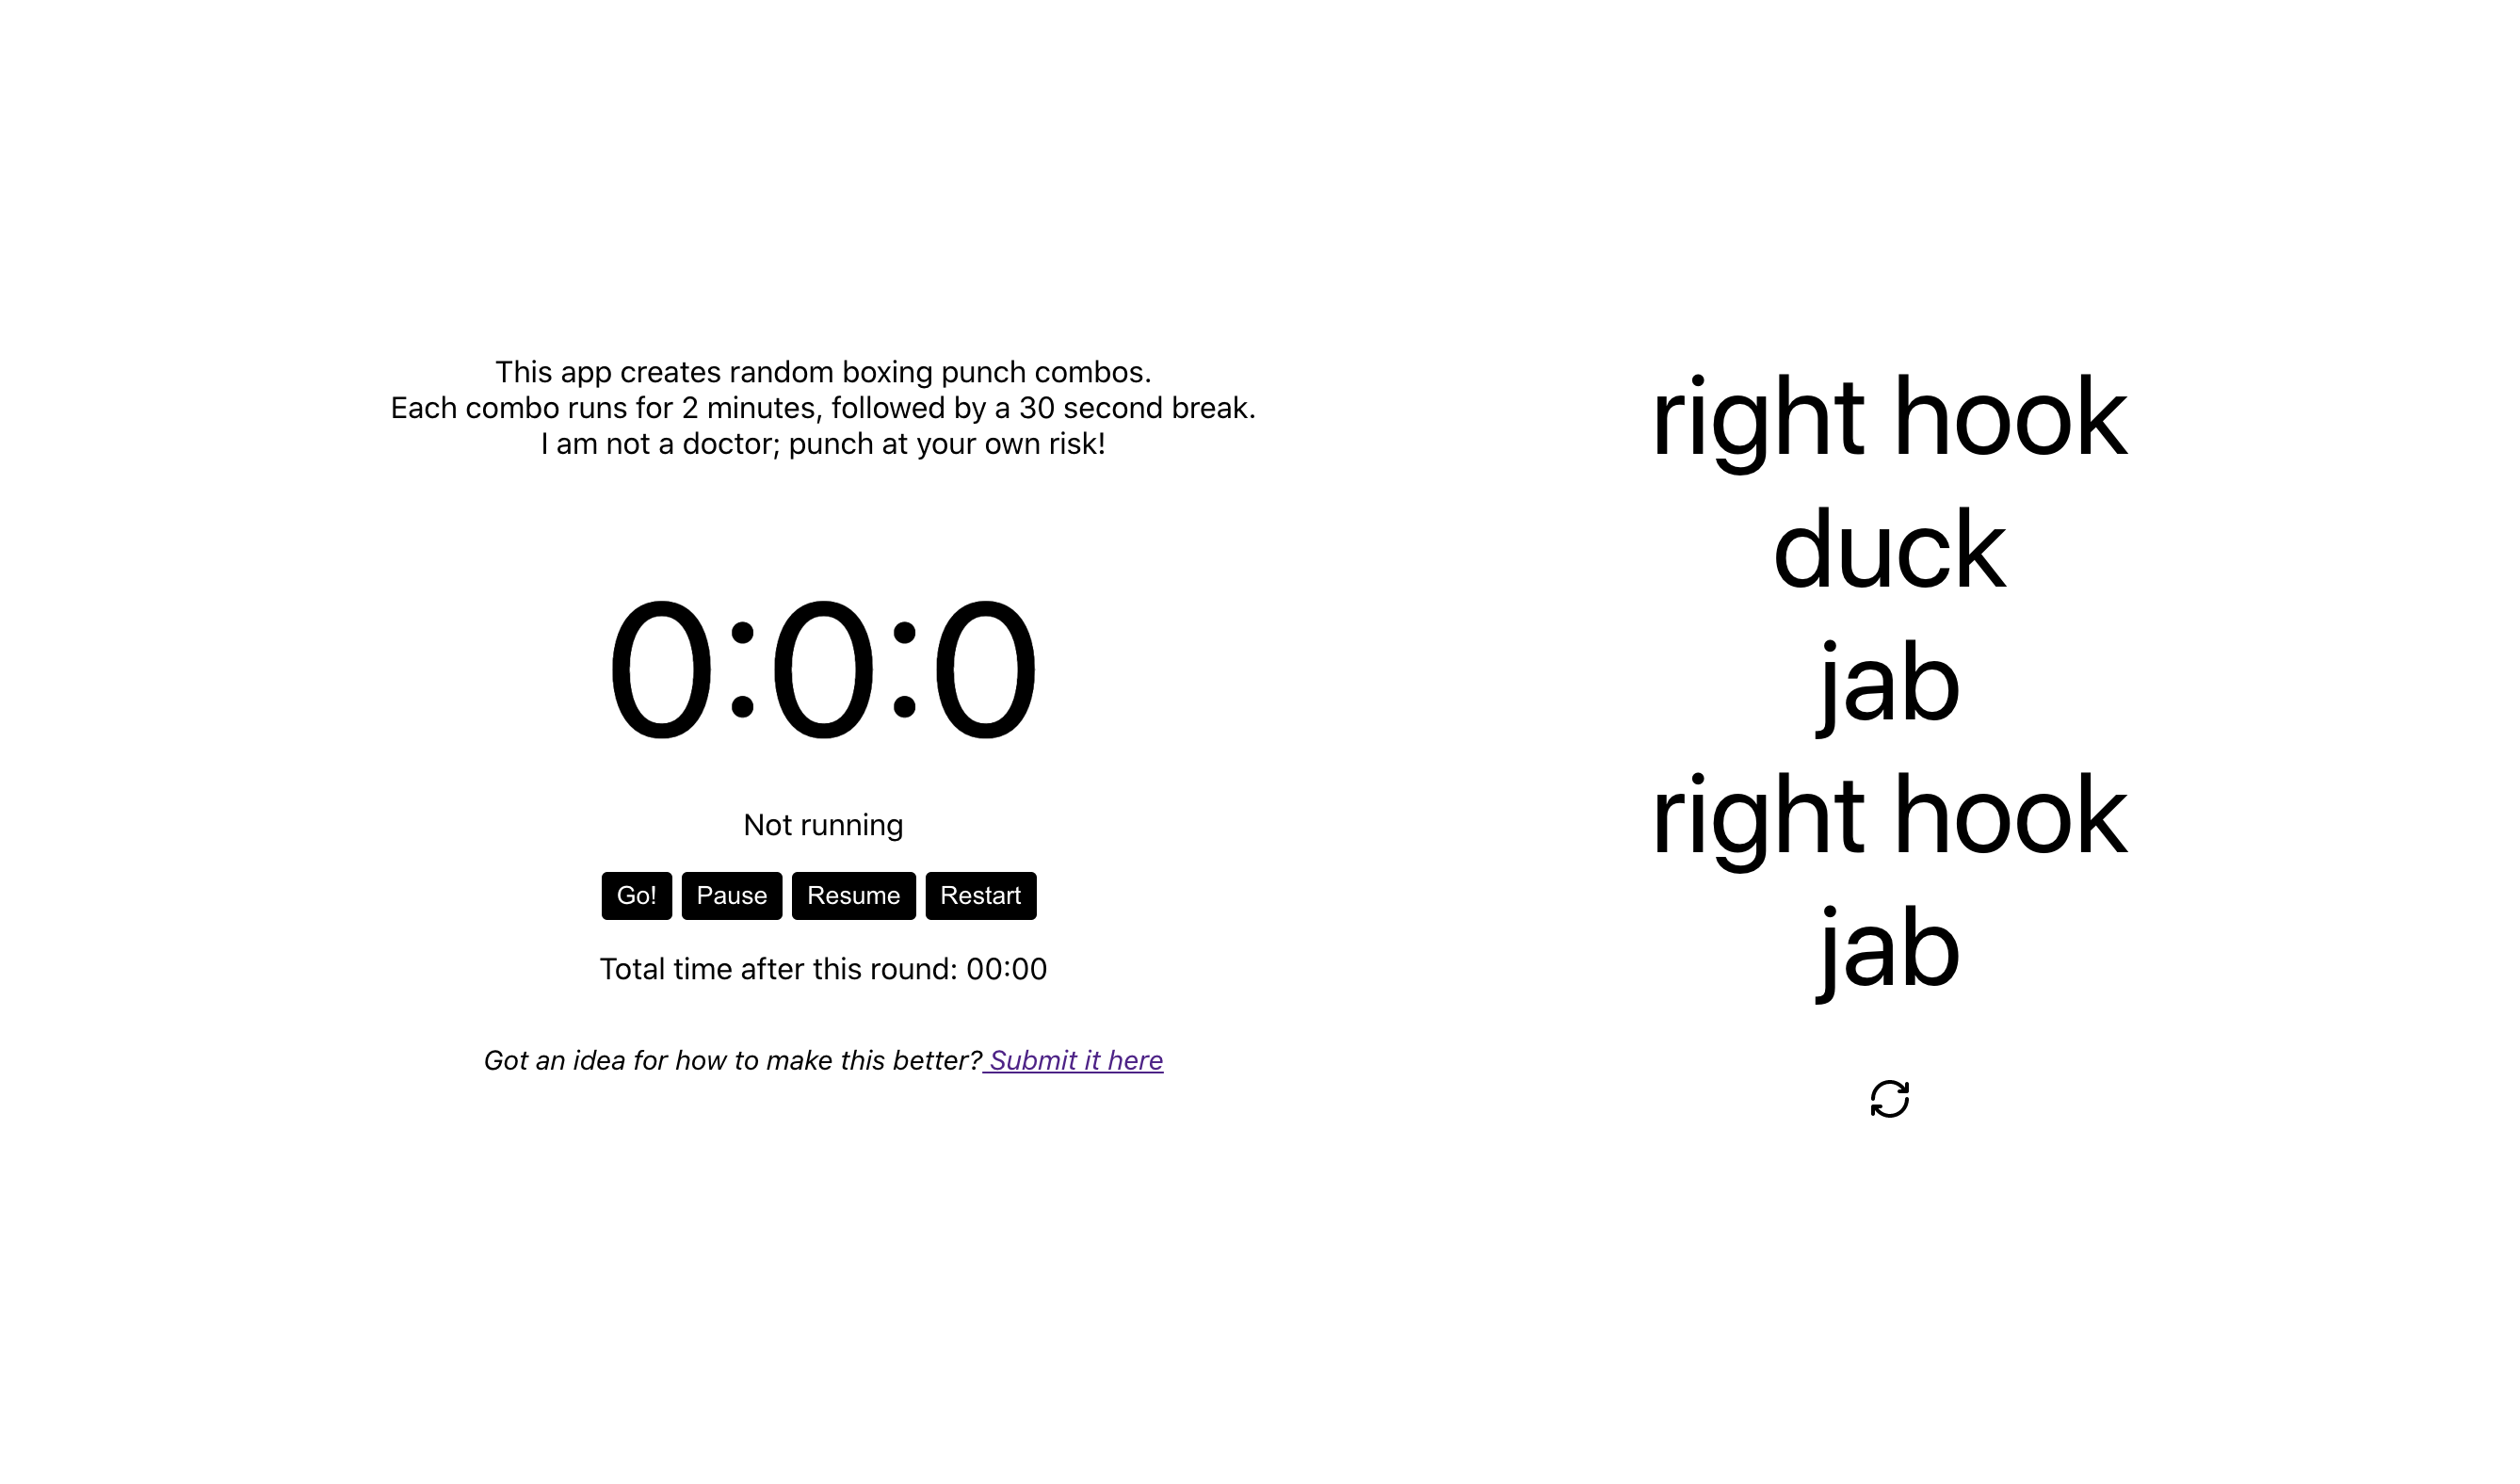 This app creates random boxing punch combos.
Each combo runs for 2 minutes, followed by a 30 second break.
I am not a doctor; punch at your own risk!
0:0:0
Not running
Go! Pause Resume Restart
Total time after this round: 00:00
Got an idea for how to make this better? Submit it here
right hook
duck
jab
right hook
jab